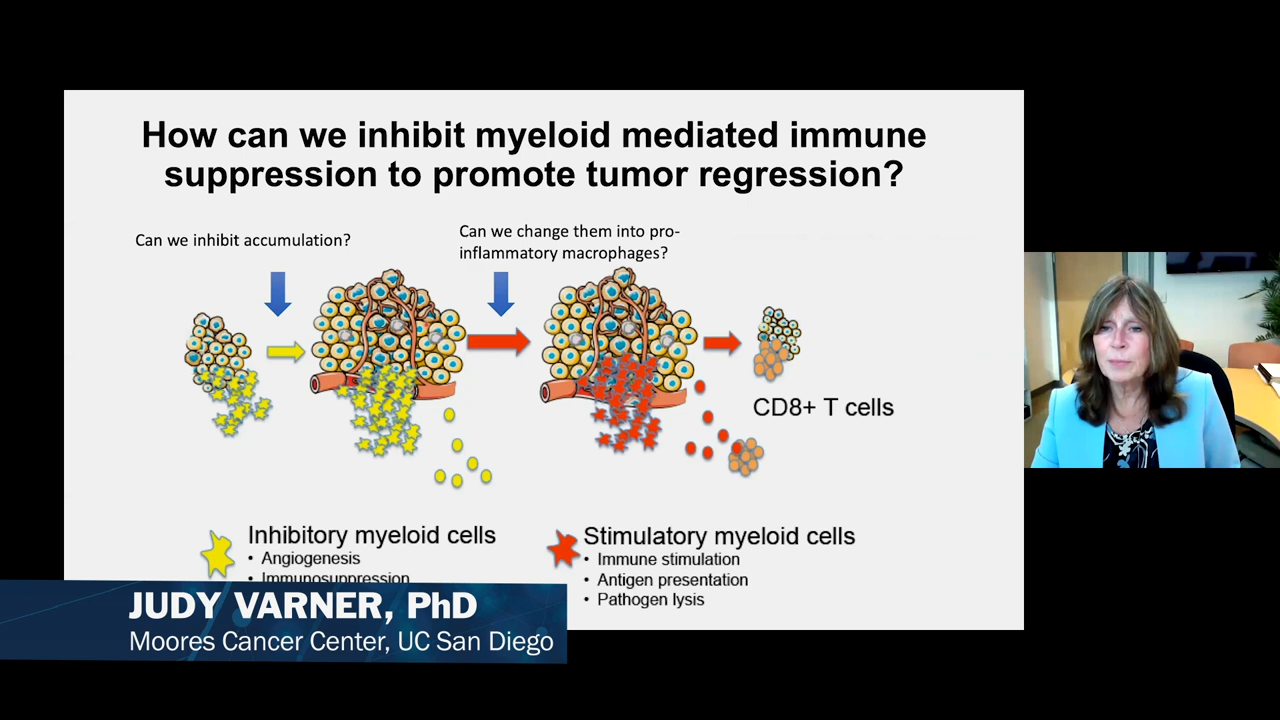 How can we inhibit myeloid mediated immune
suppression to promote tumor regression?
Can we inhibit accumulation?
Can we change them into pro-
inflammatory macrophages?
CD8+ T cells
Inhibitory myeloid cells
• Angiogenesis
• Immunosuppression
Stimulatory myeloid cells
• Immune stimulation
• Antigen presentation
• Pathogen lysis
JUDY VARNER, PhD
Moores Cancer Center, UC San Diego